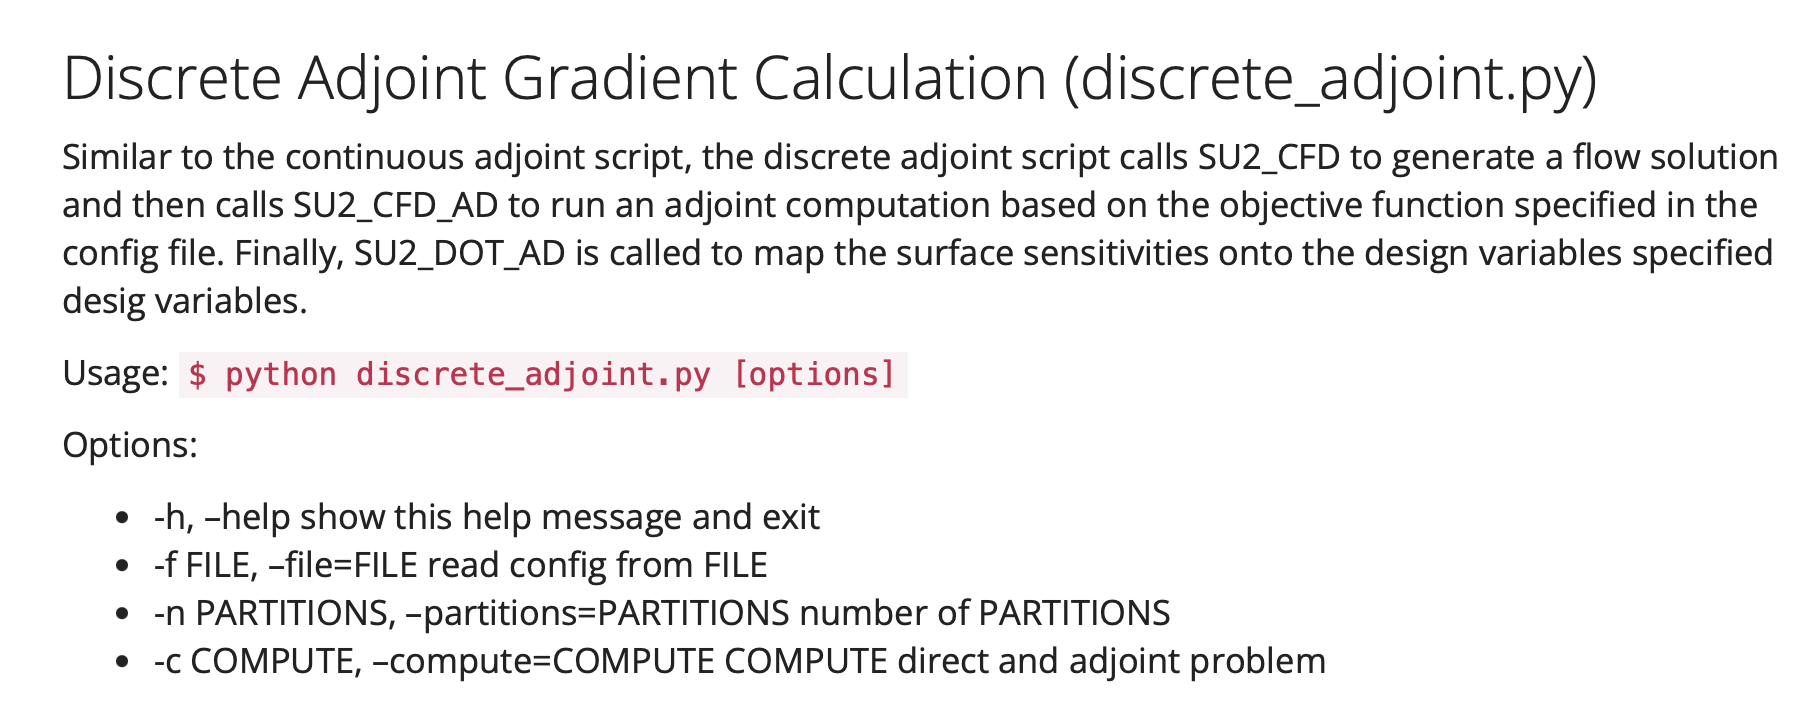 Discrete Adjoint Gradient Calculation (discrete_adjoint.py)
Similar to the continuous adjoint script, the discrete adjoint script calls SU2_CFD to generate a flow solution
and then calls SU2_CFD_AD to run an adjoint computation based on the objective function specified in the
config file. Finally, SU2_DOT_AD is called to map the surface sensitivities onto the design variables specified
desig variables.
Usage: $ python discrete_adjoint.py [options]
Options:
• -h, –help show this help message and exit
• -f FILE, –file=FILE read config from FILE
• -n PARTITIONS, –partitions=PARTITIONS number of PARTITIONS
• -c COMPUTE, –compute=COMPUTE COMPUTE direct and adjoint problem